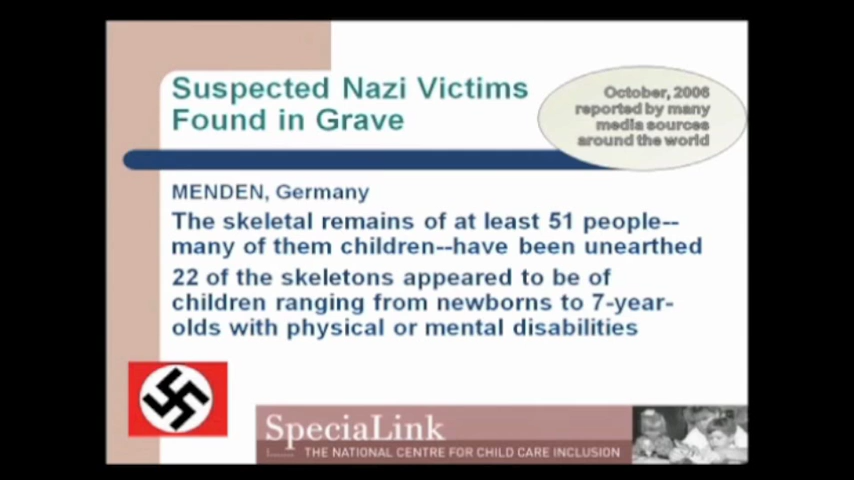 Suspected Nazi Victims
Found in Grave
October, 2006
reported by many
media sources
around the world
MENDEN, Germany
The skeletal remains of at least 51 people--
many of them children--have been unearthed
22 of the skeletons appeared to be of
children ranging from newborns to 7-year-
olds with physical or mental disabilities
SpeciaLink
THE NATIONAL CENTRE FOR CHILD CARE INCLUSION